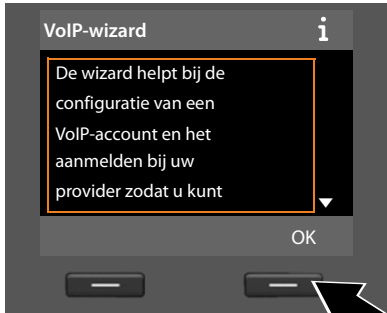 VoIP-wizard i
De wizard helpt bij de
configuratie van een
VoIP-account en het
aanmelden bij uw
provider zodat u kunt
OK